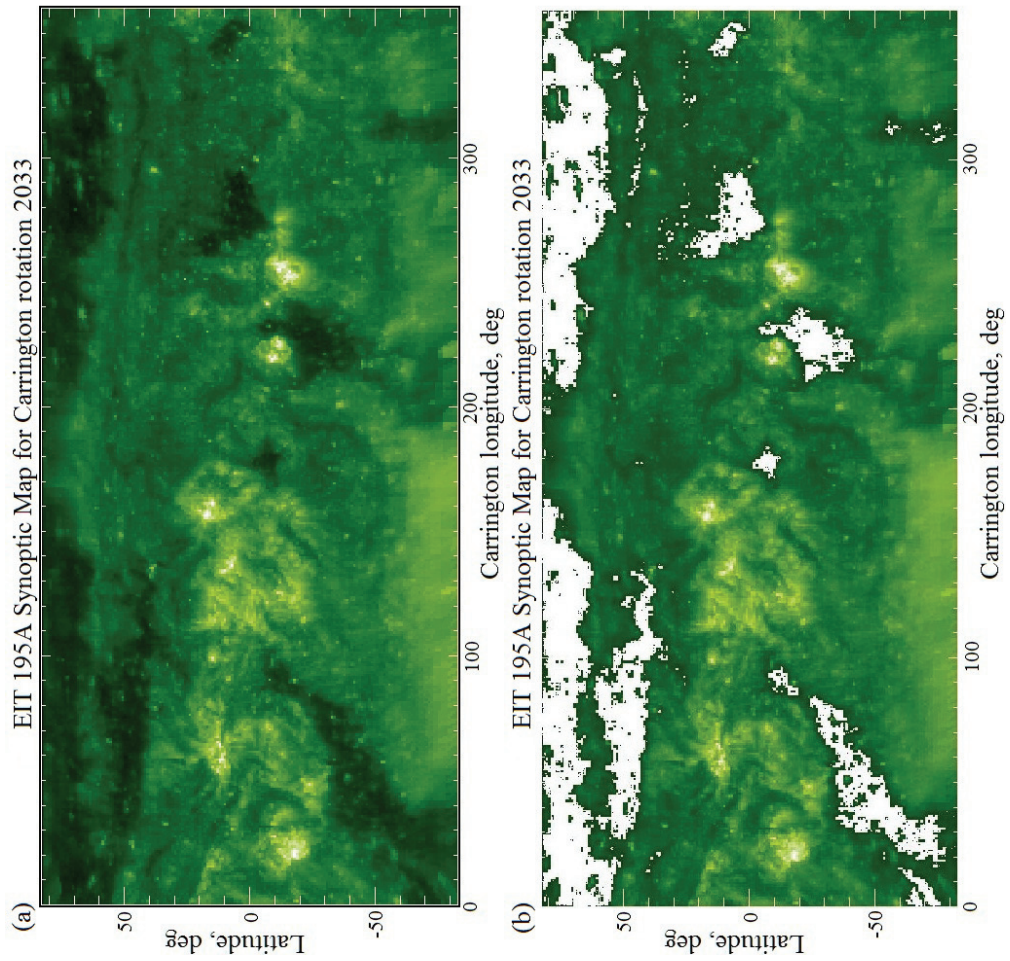 (a)
EIT 195A Synoptic Map for Carrington rotation 2033
50
0
-50
Latitude, deg
0
100
200
300
Carrington longitude, deg
(b)
EIT 195A Synoptic Map for Carrington rotation 2033
50
0
-50
Latitude, deg
0
100
200
300
Carrington longitude, deg